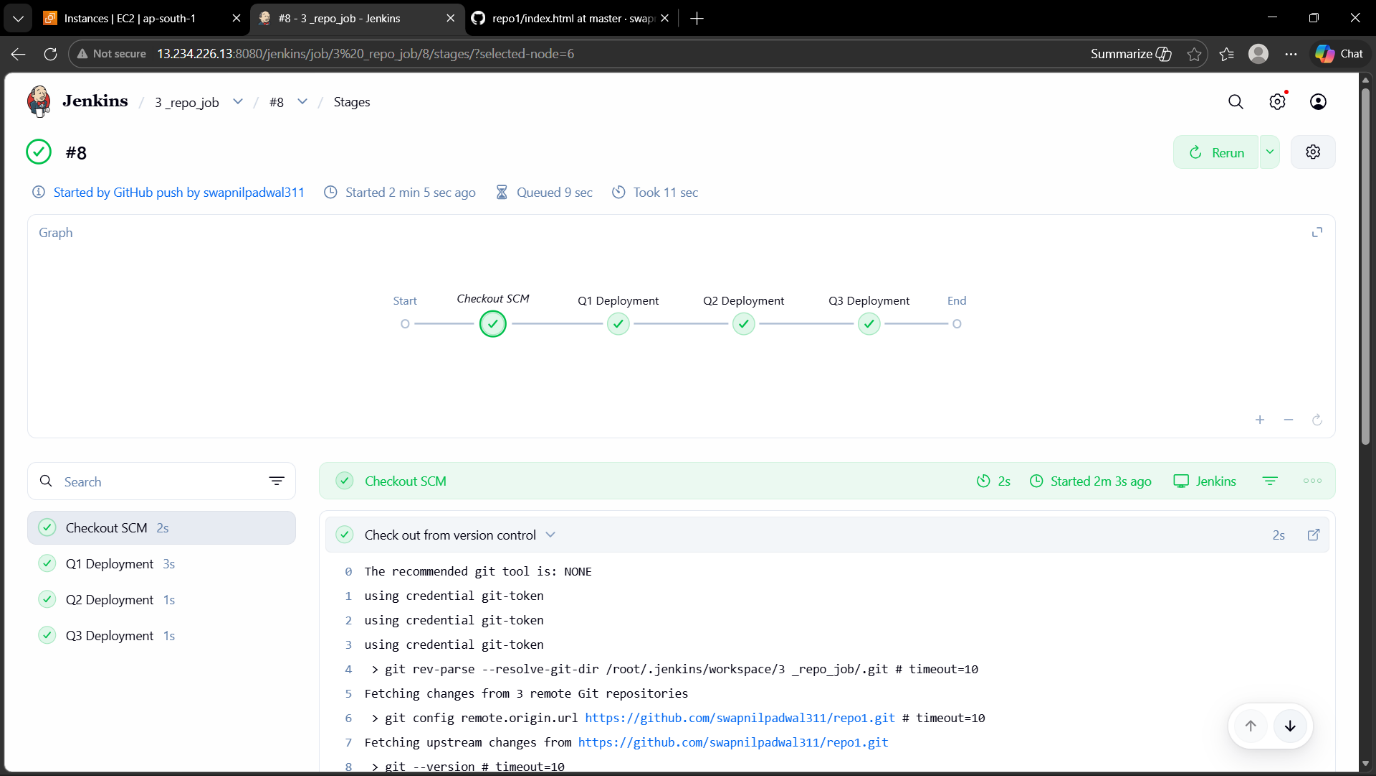 Instances | EC2 | ap-south-1
#8 - 3 _repo_job - Jenkins
repo1/index.html at master · swapn
Not secure 13.234.226.13:8080/jenkins/job/3%20_repo_job/8/stages/?selected-node=6
Summarize
Chat
Jenkins / 3 _repo_job / #8 / Stages
#8
Rerun
Started by GitHub push by swapnilpadwal311
Started 2 min 5 sec ago
Queued 9 sec
Took 11 sec
Graph
Start
Checkout SCM
Q1 Deployment
Q2 Deployment
Q3 Deployment
End
Search
Checkout SCM 2s
Q1 Deployment 3s
Q2 Deployment 1s
Q3 Deployment 1s
Checkout SCM
2s
Started 2m 3s ago
Jenkins
Check out from version control
2s
0 The recommended git tool is: NONE
1 using credential git-token
2 using credential git-token
3 using credential git-token
4 > git rev-parse --resolve-git-dir /root/.jenkins/workspace/3 _repo_job/.git # timeout=10
5 Fetching changes from 3 remote Git repositories
6 > git config remote.origin.url https://github.com/swapnilpadwal311/repo1.git # timeout=10
7 Fetching upstream changes from https://github.com/swapnilpadwal311/repo1.git
8 > git --version # timeout=10